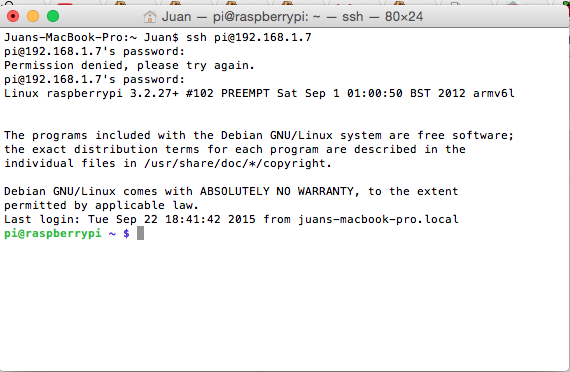 Juan — pi@raspberrypi: ~ — ssh — 80×24
Juans-MacBook-Pro:~ Juan$ ssh pi@192.168.1.7
pi@192.168.1.7's password:
Permission denied, please try again.
pi@192.168.1.7's password:
Linux raspberrypi 3.2.27+ #102 PREEMPT Sat Sep 1 01:00:50 BST 2012 armv6l
The programs included with the Debian GNU/Linux system are free software;
the exact distribution terms for each program are described in the
individual files in /usr/share/doc/*/copyright.
Debian GNU/Linux comes with ABSOLUTELY NO WARRANTY, to the extent
permitted by applicable law.
Last login: Tue Sep 22 18:41:42 2015 from juans-macbook-pro.local
pi@raspberrypi ~ $